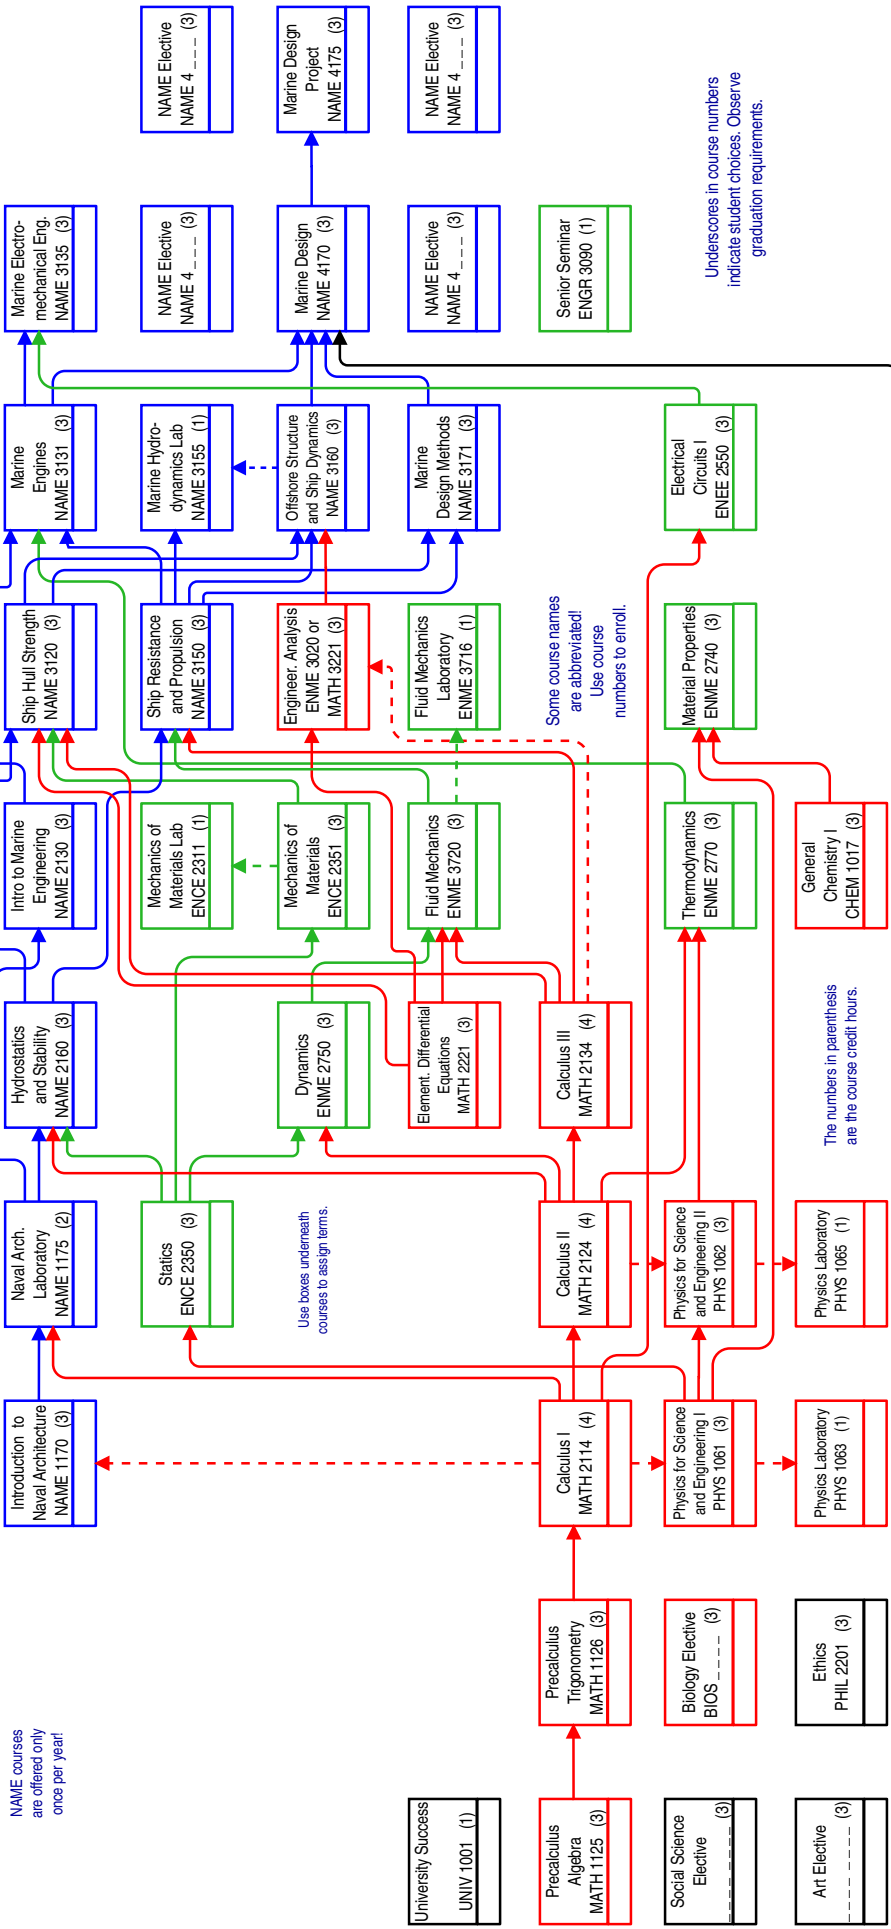 NAME courses
are offered only
once per year!
Introduction to
Naval Architecture
NAME 1170 (3)
Naval Arch.
Laboratory
NAME 1175 (2)
Hydrostatics
and Stability
NAME 2160 (3)
Intro to Marine
Engineering
NAME 2130 (3)
Ship Hull Strength
NAME 3120 (3)
Marine
Engines
NAME 3131 (3)
Marine Electro-
mechanical Eng.
NAME 3135 (3)
Statics
ENCE 2350 (3)
Mechanics of
Materials Lab
ENCE 2311 (1)
Ship Resistance
and Propulsion
NAME 3150 (3)
Marine Hydro-
dynamics Lab
NAME 3155 (1)
NAME Elective
NAME 4 _ _ _ (3)
NAME Elective
NAME 4 _ _ _ (3)
Use boxes underneath
courses to assign terms.
Dynamics
ENME 2750 (3)
Mechanics of
Materials
ENCE 2351 (3)
Engineer. Analysis
ENME 3020 or
MATH 3221 (3)
Offshore Structure
and Ship Dynamics
NAME 3160 (3)
Marine Design
NAME 4170 (3)
Marine Design
Project
NAME 4175 (3)
University Success
UNIV 1001 (1)
Element. Differential
Equations
MATH 2221 (3)
Fluid Mechanics
ENME 3720 (3)
Fluid Mechanics
Laboratory
ENME 3716 (1)
Marine
Design Methods
NAME 3171 (3)
NAME Elective
NAME 4 _ _ _ (3)
NAME Elective
NAME 4 _ _ _ (3)
Precalculus
Algebra
MATH 1125 (3)
Precalculus
Trigonometry
MATH 1126 (3)
Calculus I
MATH 2114 (4)
Calculus II
MATH 2124 (4)
Calculus III
MATH 2134 (4)
Some course names
are abbreviated!
Use course
numbers to enroll.
Senior Seminar
ENGR 3090 (1)
Social Science
Elective
_ _ _ _ _ _ _ _ (3)
Biology Elective
BIOS _ _ _ _ (3)
Physics for Science
and Engineering I
PHYS 1061 (3)
Physics for Science
and Engineering II
PHYS 1062 (3)
Thermodynamics
ENME 2770 (3)
Material Properties
ENME 2740 (3)
Electrical
Circuits I
ENEE 2550 (3)
Underscores in course numbers
indicate student choices. Observe
graduation requirements.
Art Elective
_ _ _ _ _ _ _ _ (3)
Ethics
PHIL 2201 (3)
Physics Laboratory
PHYS 1063 (1)
Physics Laboratory
PHYS 1065 (1)
The numbers in parenthesis
are the course credit hours.
General
Chemistry I
CHEM 1017 (3)